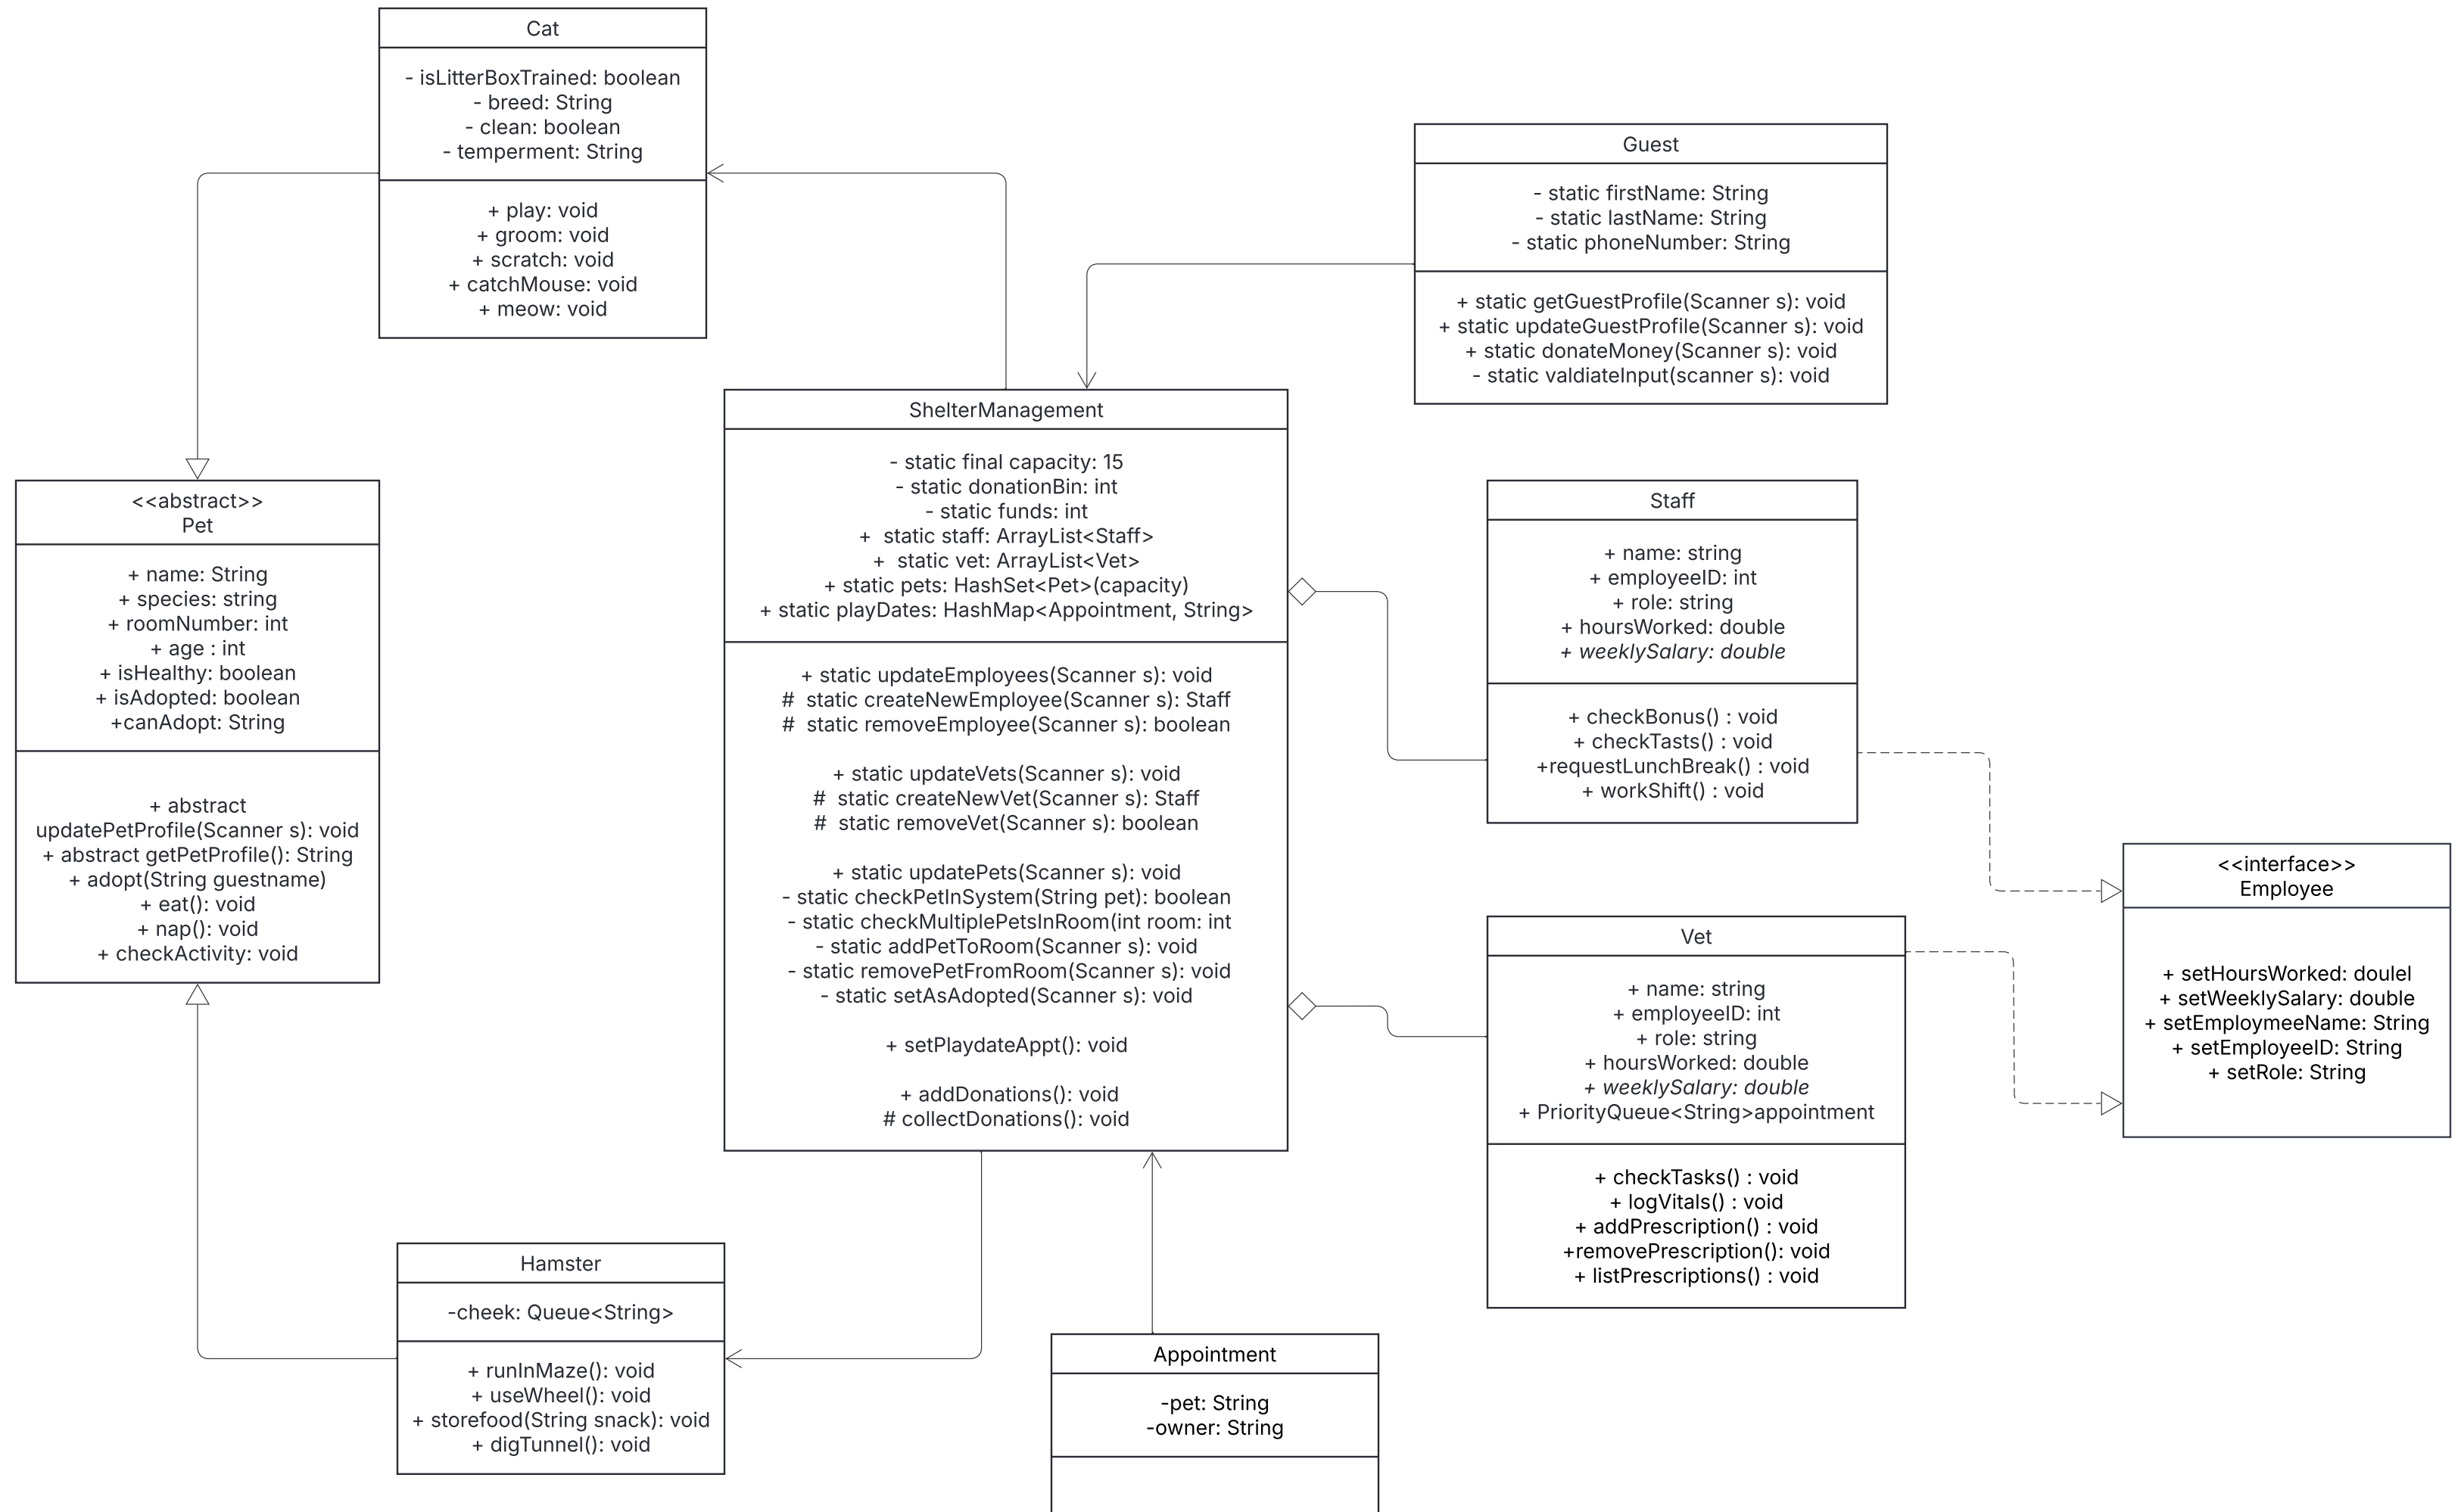 Cat
- isLitterBoxTrained: boolean
- breed: String
- clean: boolean
- temperment: String
+ play: void
+ groom: void
+ scratch: void
+ catchMouse: void
+ meow: void
Guest
- static firstName: String
- static lastName: String
- static phoneNumber: String
+ static getGuestProfile(Scanner s): void
+ static updateGuestProfile(Scanner s): void
+ static donateMoney(Scanner s): void
- static valdiateInput(scanner s): void
<<abstract>>
Pet
+ name: String
+ species: string
+ roomNumber: int
+ age : int
+ isHealthy: boolean
+ isAdopted: boolean
+canAdopt: String
+ abstract
updatePetProfile(Scanner s): void
+ abstract getPetProfile(): String
+ adopt(String guestname)
+ eat(): void
+ nap(): void
+ checkActivity: void
ShelterManagement
- static final capacity: 15
- static donationBin: int
- static funds: int
+  static staff: ArrayList<Staff>
+  static vet: ArrayList<Vet>
+ static pets: HashSet<Pet>(capacity)
+ static playDates: HashMap<Appointment, String>
+ static updateEmployees(Scanner s): void
#  static createNewEmployee(Scanner s): Staff
#  static removeEmployee(Scanner s): boolean
+ static updateVets(Scanner s): void
#  static createNewVet(Scanner s): Staff
#  static removeVet(Scanner s): boolean
+ static updatePets(Scanner s): void
- static checkPetInSystem(String pet): boolean
- static checkMultiplePetsInRoom(int room: int
- static addPetToRoom(Scanner s): void
- static removePetFromRoom(Scanner s): void
- static setAsAdopted(Scanner s): void
+ setPlaydateAppt(): void
+ addDonations(): void
# collectDonations(): void
Staff
+ name: string
+ employeeID: int
+ role: string
+ hoursWorked: double
+ weeklySalary: double
+ checkBonus() : void
+ checkTasts() : void
+requestLunchBreak() : void
+ workShift() : void
<<interface>>
Employee
+ setHoursWorked: doulel
+ setWeeklySalary: double
+ setEmploymeeName: String
+ setEmployeeID: String
+ setRole: String
Vet
+ name: string
+ employeeID: int
+ role: string
+ hoursWorked: double
+ weeklySalary: double
+ PriorityQueue<String>appointment
+ checkTasks() : void
+ logVitals() : void
+ addPrescription() : void
+removePrescription(): void
+ listPrescriptions() : void
Hamster
-cheek: Queue<String>
+ runInMaze(): void
+ useWheel(): void
+ storefood(String snack): void
+ digTunnel(): void
Appointment
-pet: String
-owner: String